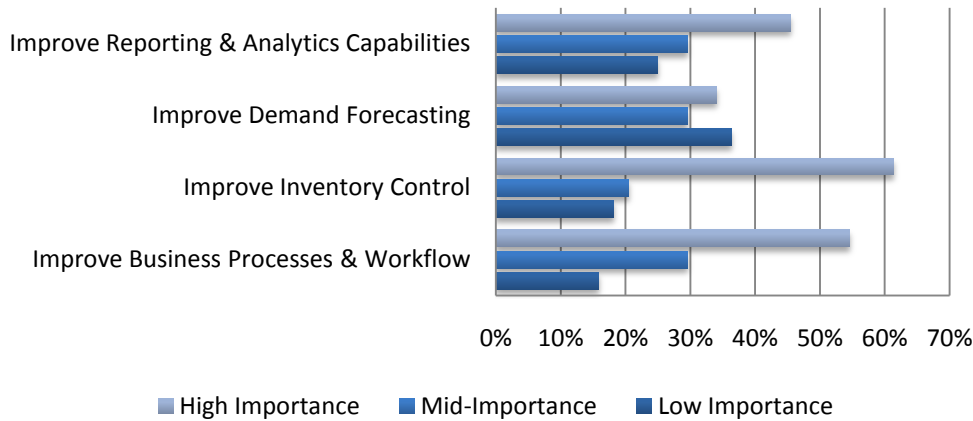 Improve Reporting & Analytics Capabilities
Improve Demand Forecasting
Improve Inventory Control
Improve Business Processes & Workflow
0% 10% 20% 30% 40% 50% 60% 70%
High Importance Mid-Importance Low Importance